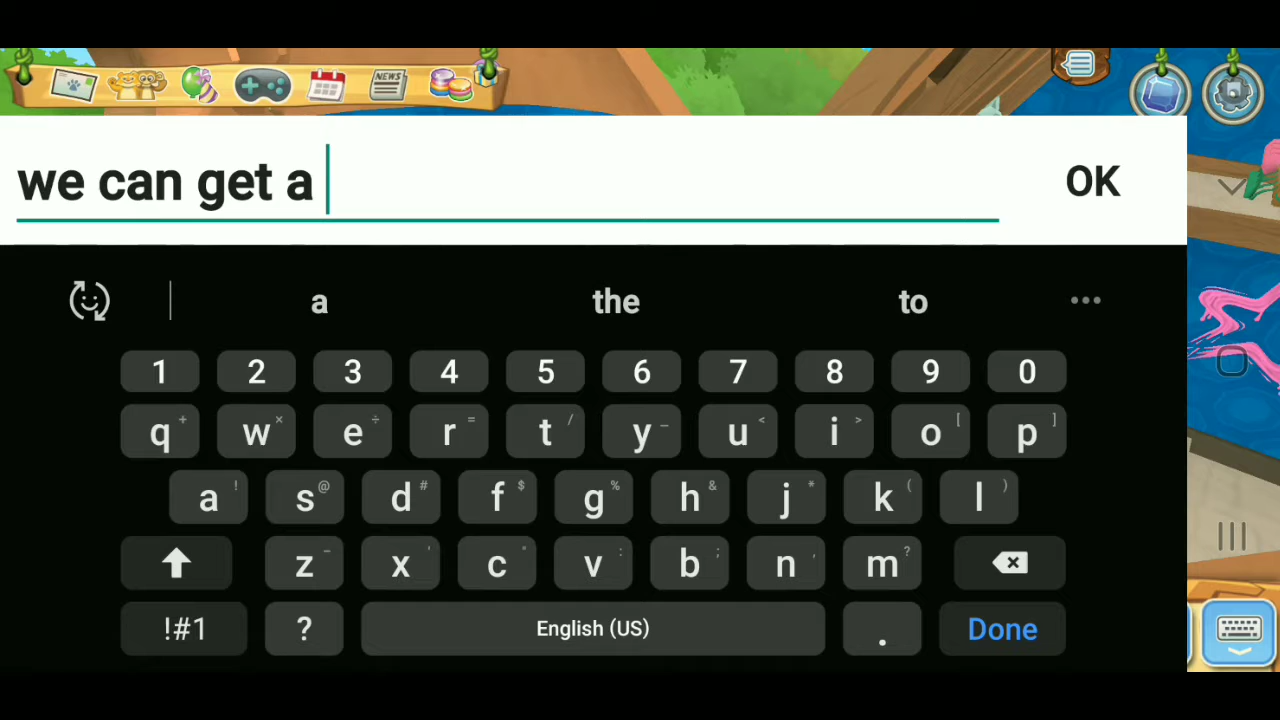 NEWS
we can get a
OK
a the to
1 2 3 4 5 6 7 8 9 0
q + w × e ÷ r = t / y _ u < i > o [ p ]
a ! s @ d # f $ g % h & j * k ( l )
z - x ' c " v : b ; n , m ?
!#1 ? English (US) . Done